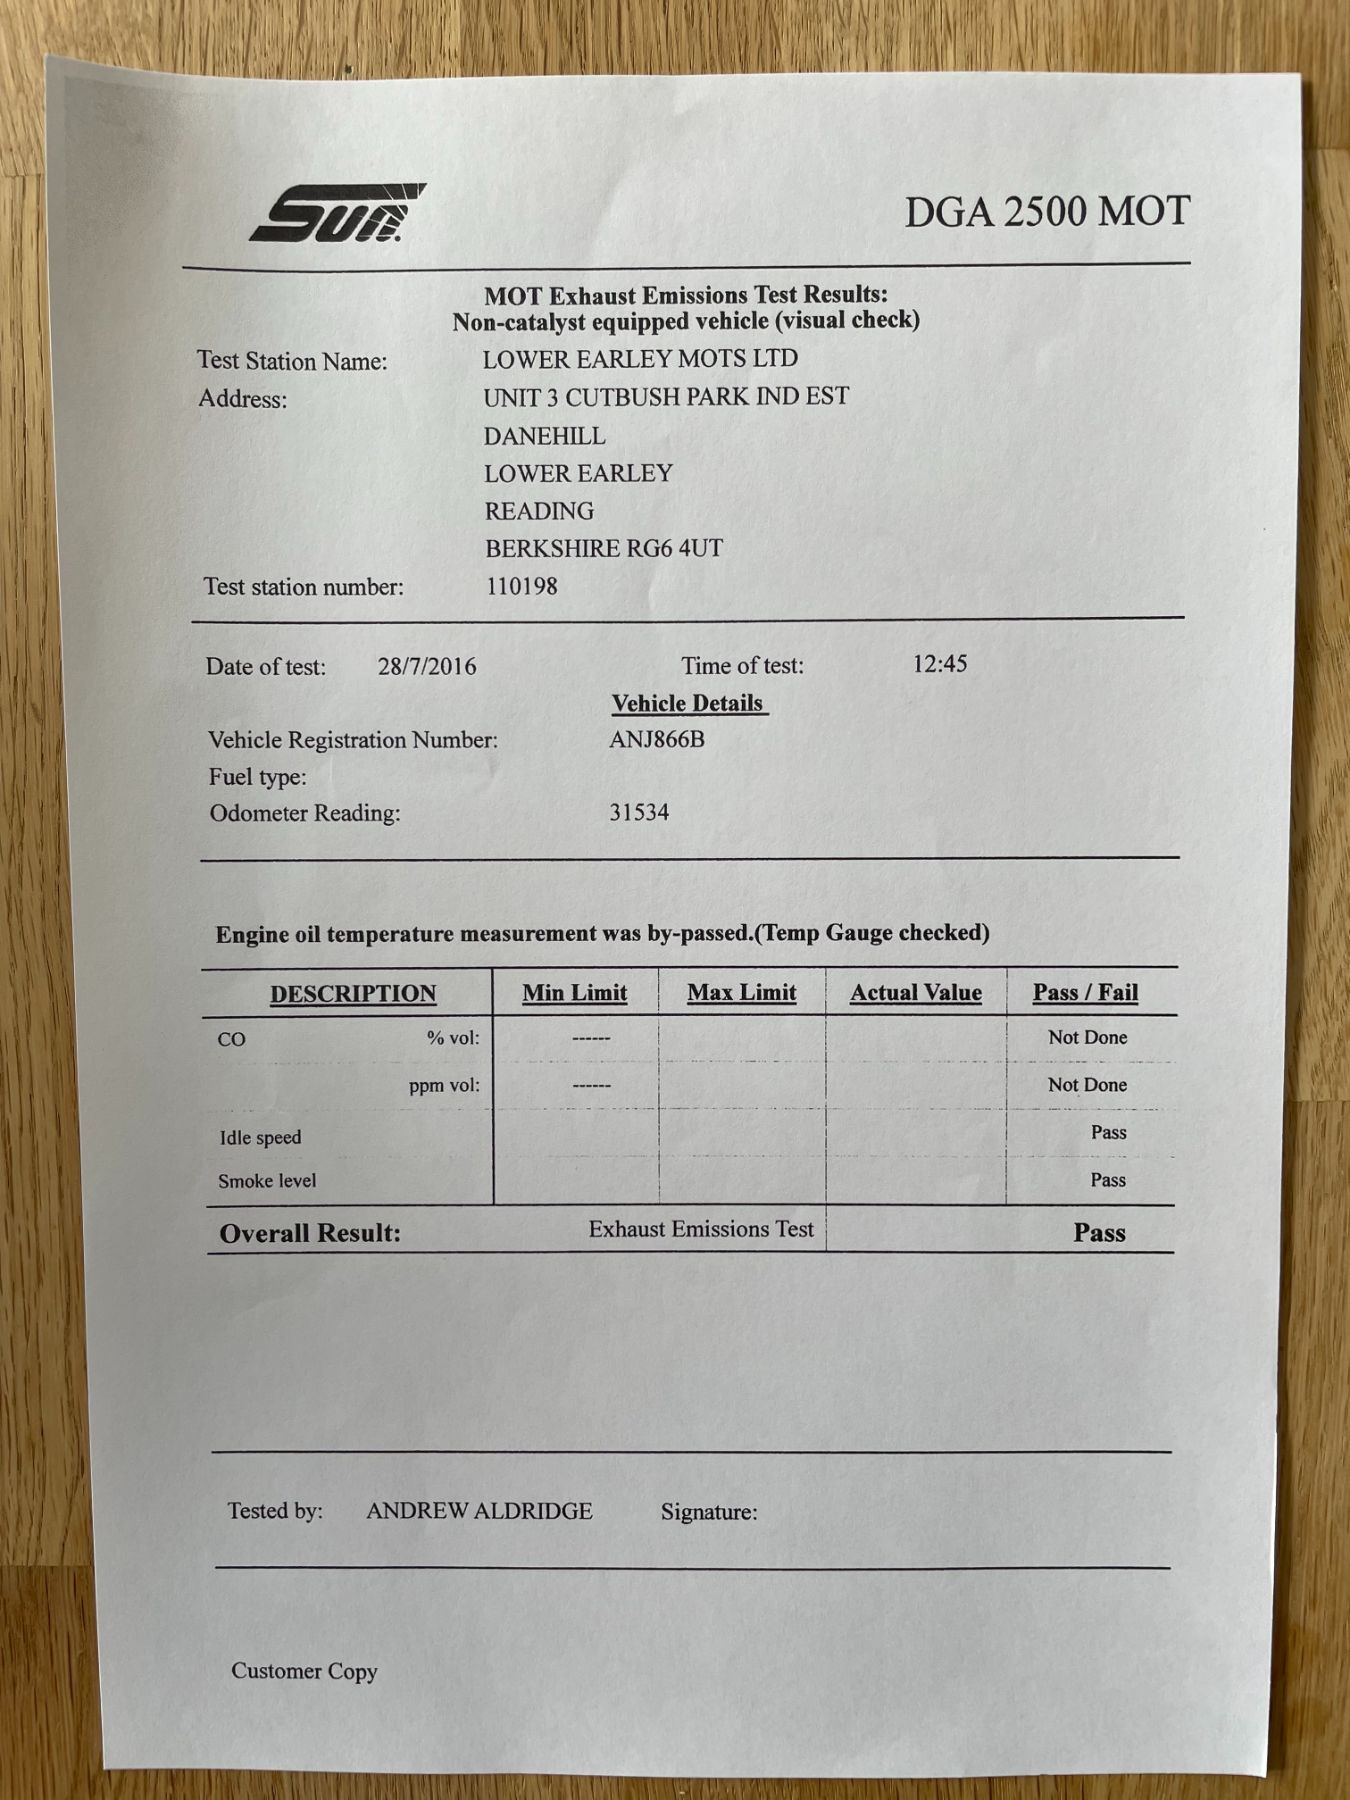 Sun
DGA 2500 MOT
MOT Exhaust Emissions Test Results:
Non-catalyst equipped vehicle (visual check)
Test Station Name: LOWER EARLEY MOTS LTD
Address: UNIT 3 CUTBUSH PARK IND EST
DANEHILL
LOWER EARLEY
READING
BERKSHIRE RG6 4UT
Test station number: 110198
Date of test: 28/7/2016 Time of test: 12:45
Vehicle Details
Vehicle Registration Number: ANJ866B
Fuel type:
Odometer Reading: 31534
Engine oil temperature measurement was by-passed.(Temp Gauge checked)
DESCRIPTION Min Limit Max Limit Actual Value Pass / Fail
CO % vol: ------ Not Done
ppm vol: ------ Not Done
Idle speed Pass
Smoke level Pass
Overall Result: Exhaust Emissions Test Pass
Tested by: ANDREW ALDRIDGE Signature:
Customer Copy